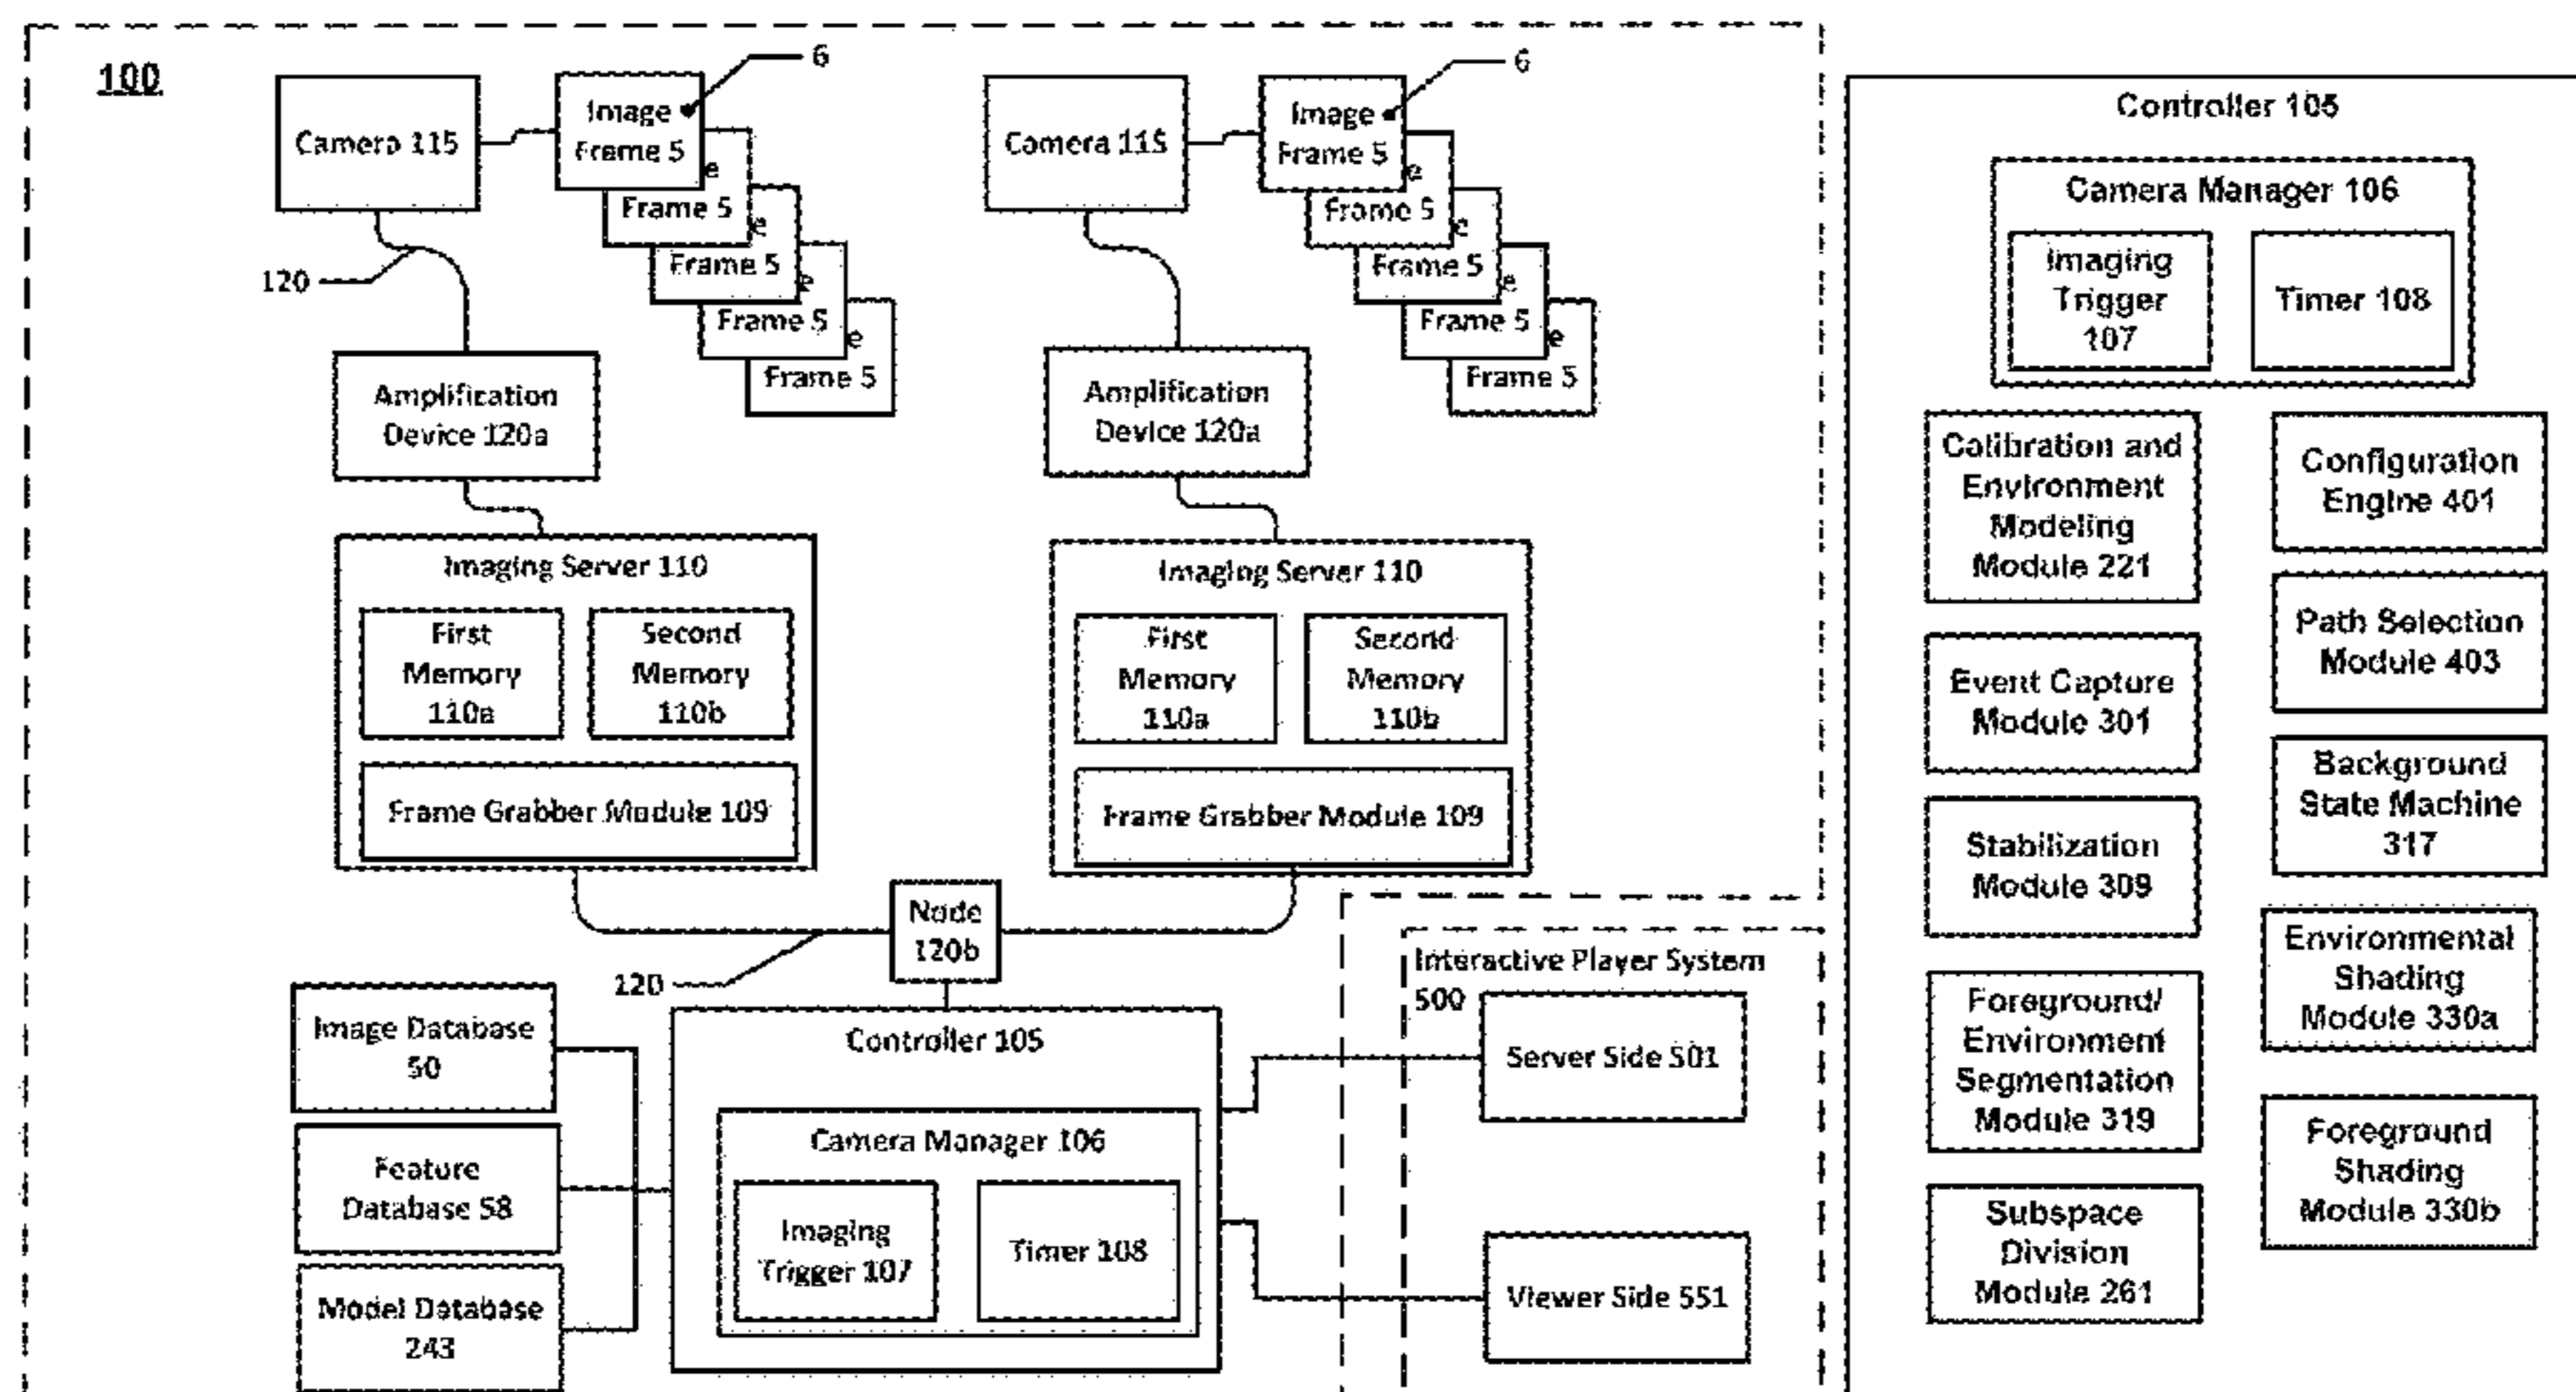 100
6
6
Camera 115
Image
Frame 5
e
Frame 5
e
Frame 5
e
Frame 5
e
Frame 5
120
Camera 115
Image
Frame 5
e
Frame 5
e
Frame 5
e
Frame 5
e
Frame 5
Amplification
Device 120a
Amplification
Device 120a
Imaging Server 110
First
Memory
110a
Second
Memory
110b
Frame Grabber Module 109
Imaging Server 110
First
Memory
110a
Second
Memory
110b
Frame Grabber Module 109
Node
120b
120
Image Database
50
Feature
Database 58
Model Database
243
Controller 105
Camera Manager 106
Imaging
Trigger 107
Timer 108
Interactive Player System
500
Server Side 501
Viewer Side 551
Controller 105
Camera Manager 106
Imaging
Trigger
107
Timer 108
Calibration and
Environment
Modeling
Module 221
Configuration
Engine 401
Path Selection
Module 403
Event Capture
Module 301
Background
State Machine
317
Stabilization
Module 309
Environmental
Shading
Module 330a
Foreground/
Environment
Segmentation
Module 319
Foreground
Shading
Module 330b
Subspace
Division
Module 261